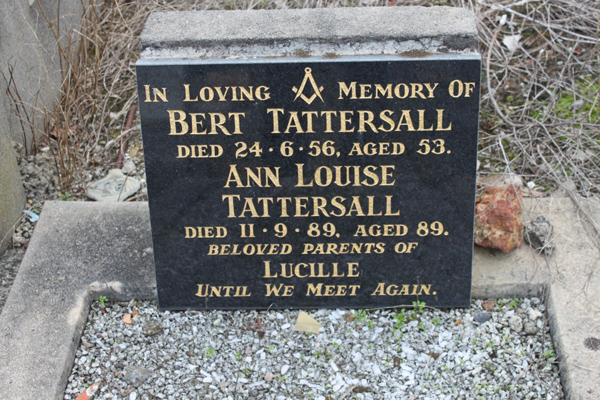 In Loving Memory Of
Bert Tattersall
died 24·6·56, aged 53.
Ann Louise
Tattersall
died 11·9·89, aged 89.
Beloved parents of
Lucille
Until We Meet Again.